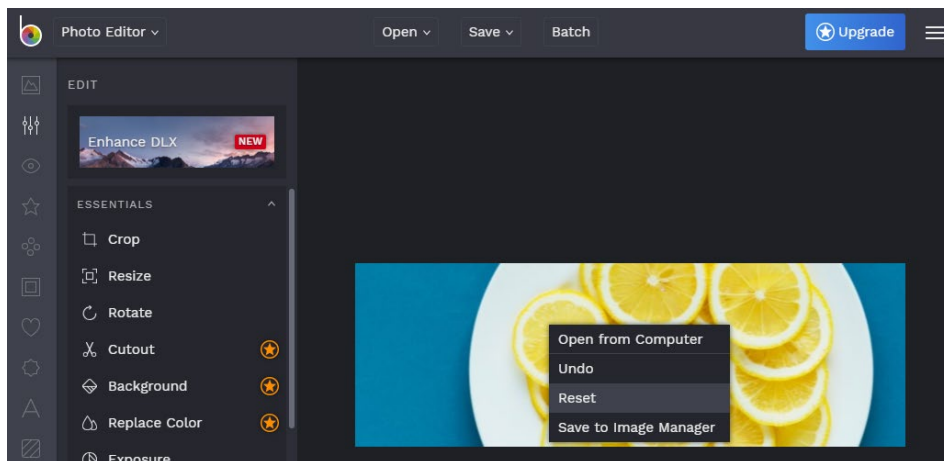 Photo Editor
Open
Save
Batch
Upgrade
EDIT
Enhance DLX
NEW
ESSENTIALS
Crop
Resize
Rotate
Cutout
Background
Replace Color
Exposure
Open from Computer
Undo
Reset
Save to Image Manager